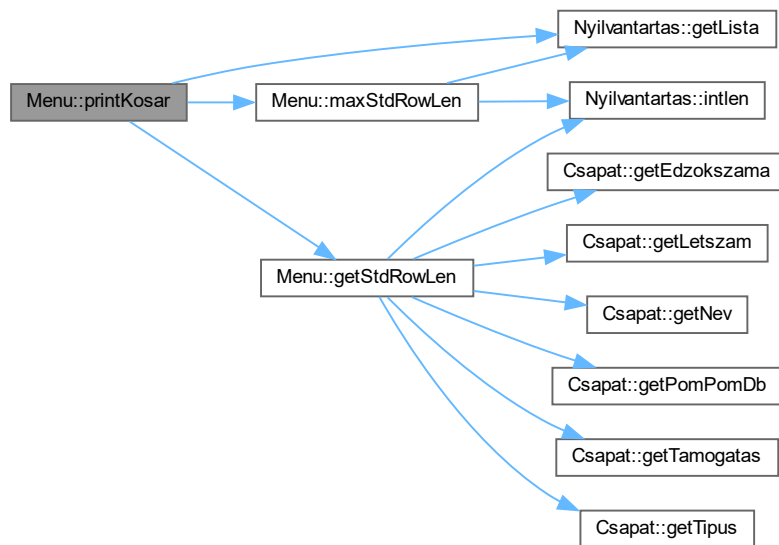 Menu::printKosar
Menu::maxStdRowLen
Menu::getStdRowLen
Nyilvantartas::getLista
Nyilvantartas::intlen
Csapat::getEdzokszama
Csapat::getLetszam
Csapat::getNev
Csapat::getPomPomDb
Csapat::getTamogatas
Csapat::getTipus